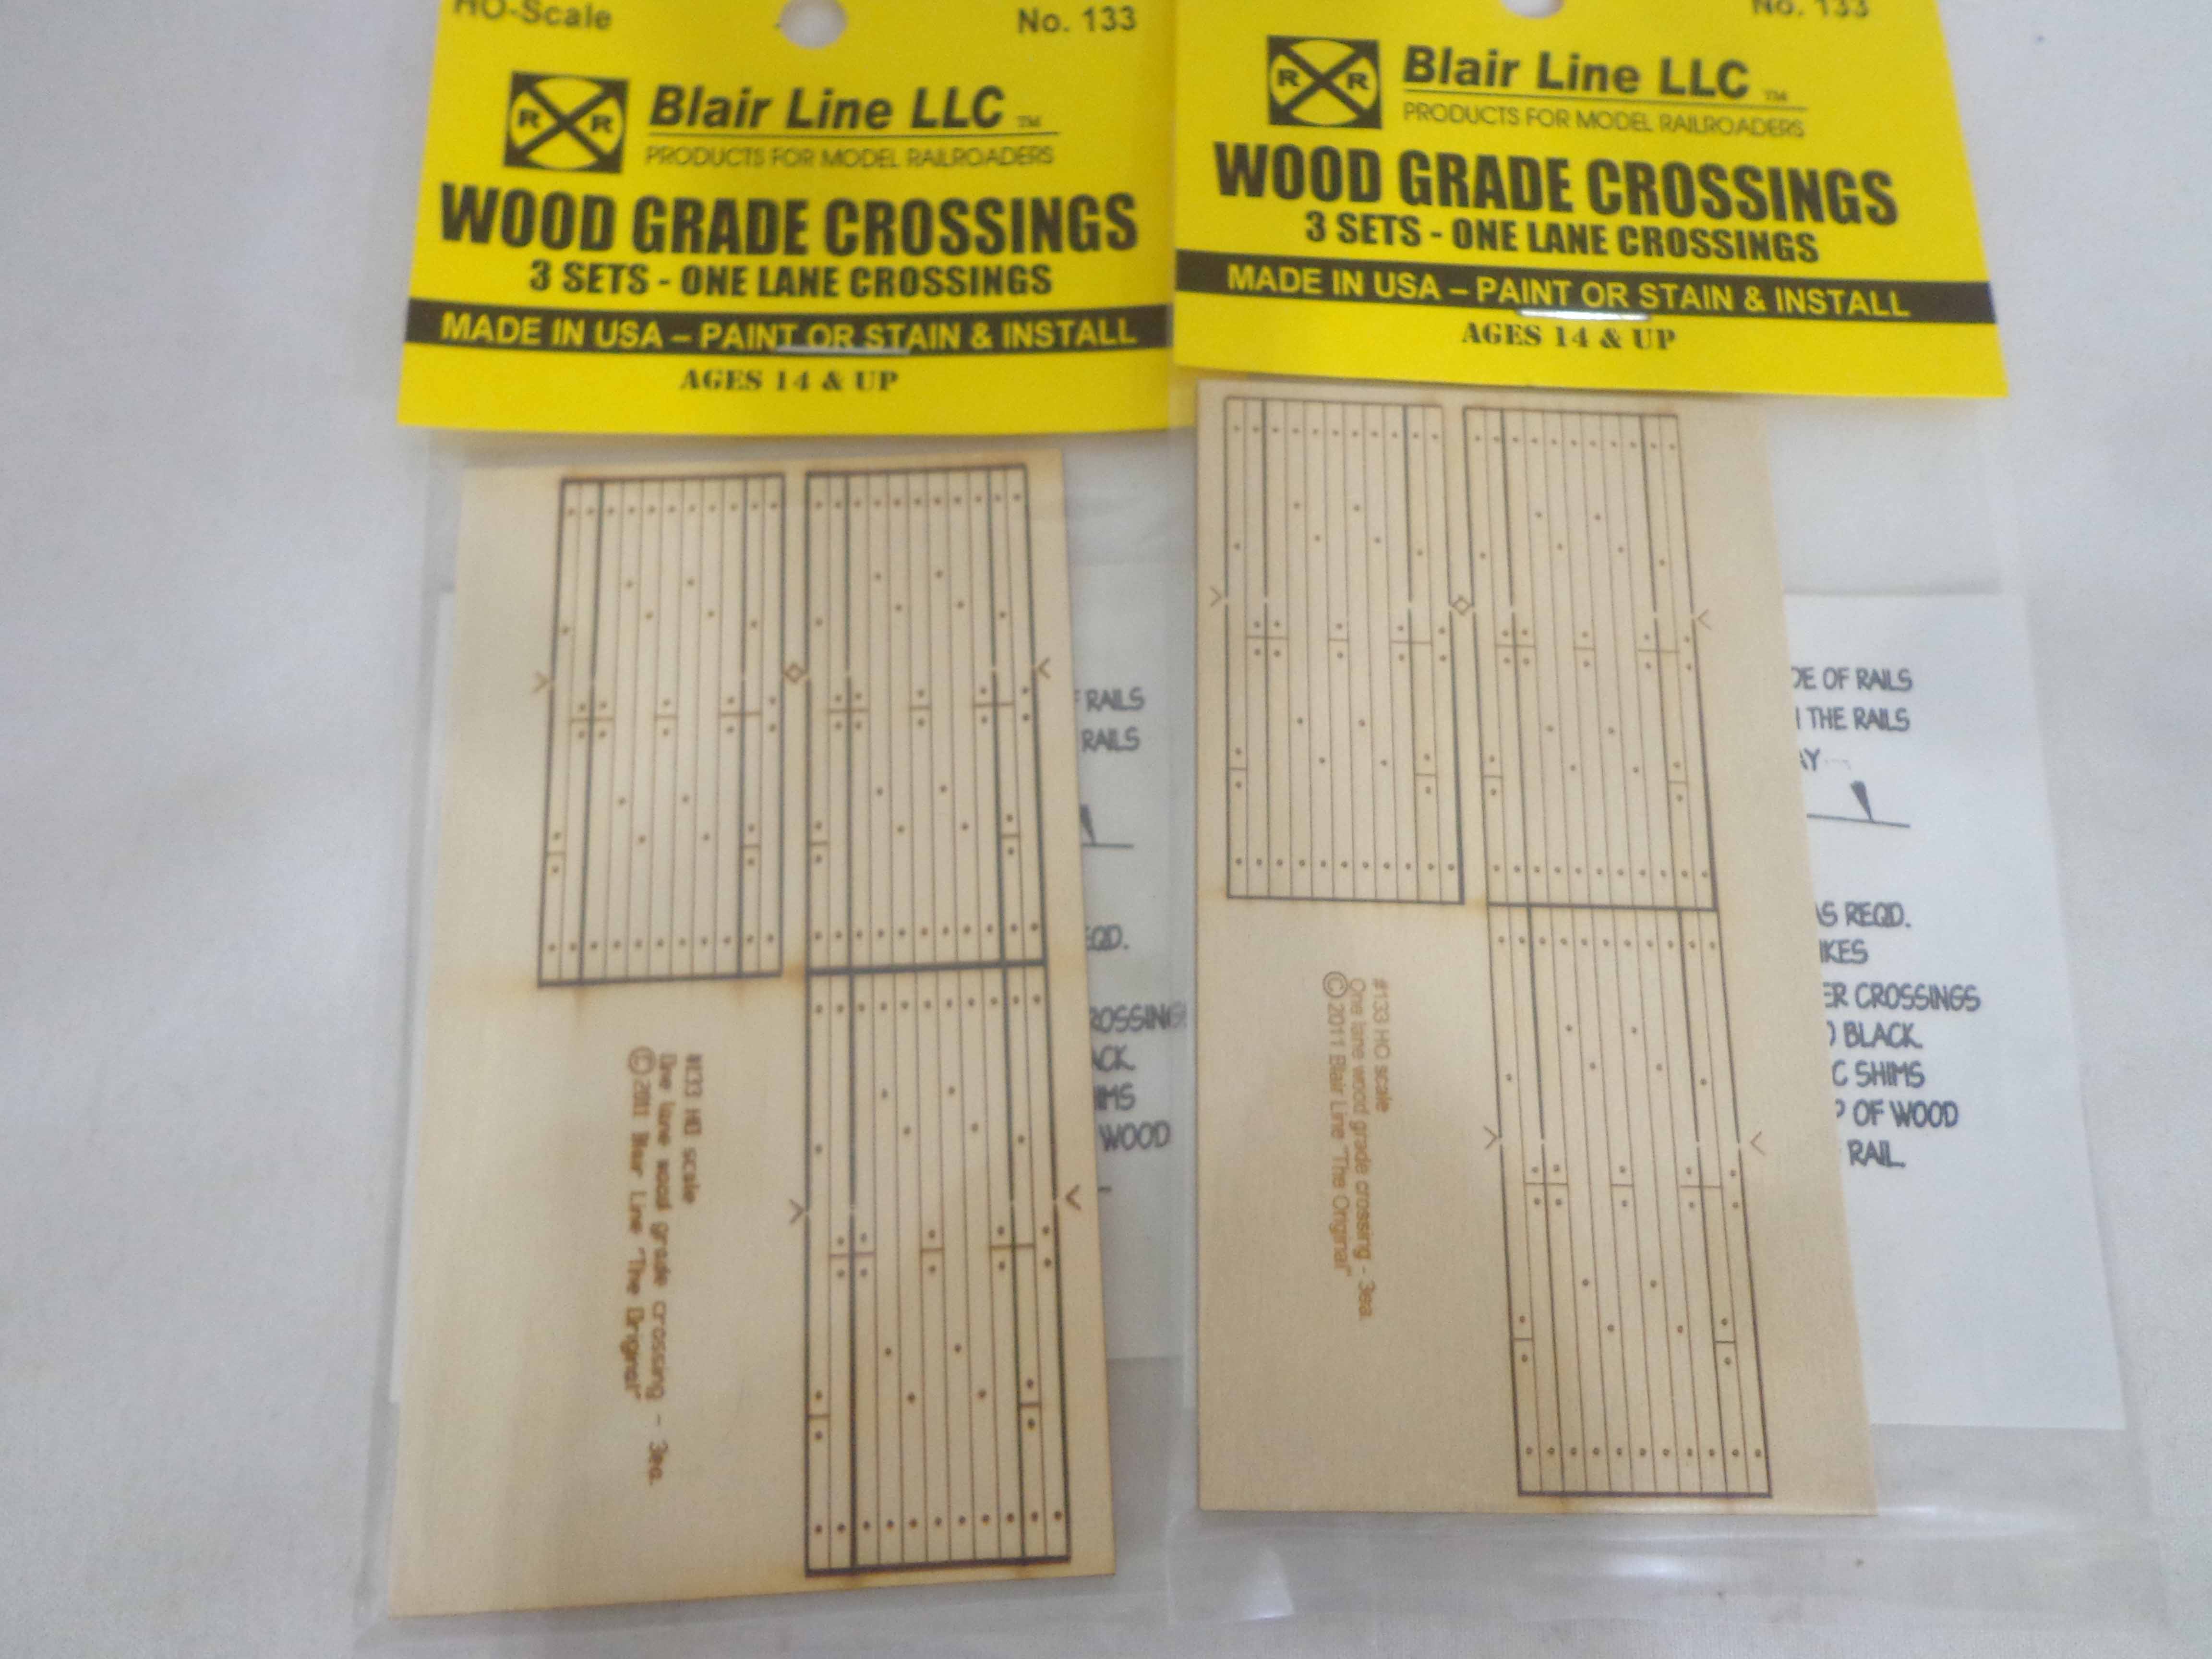 HO-Scale No. 133
R R
Blair Line LLC ™
PRODUCTS FOR MODEL RAILROADERS
WOOD GRADE CROSSINGS
3 SETS - ONE LANE CROSSINGS
MADE IN USA – PAINT OR STAIN & INSTALL
AGES 14 & UP
RAILS
RAILS
WOOD
#133 HO scale
One lane wood grade crossing - 3ea.
©2011 Blair Line "The Original"
No. 133
R R
Blair Line LLC ™
PRODUCTS FOR MODEL RAILROADERS
WOOD GRADE CROSSINGS
3 SETS - ONE LANE CROSSINGS
MADE IN USA – PAINT OR STAIN & INSTALL
AGES 14 & UP
OF RAILS
THE RAILS
REQD.
CROSSINGS
BLACK
SHIMS
OF WOOD
RAIL
#133 HO scale
One lane wood grade crossing - 3ea.
©2011 Blair Line "The Original"